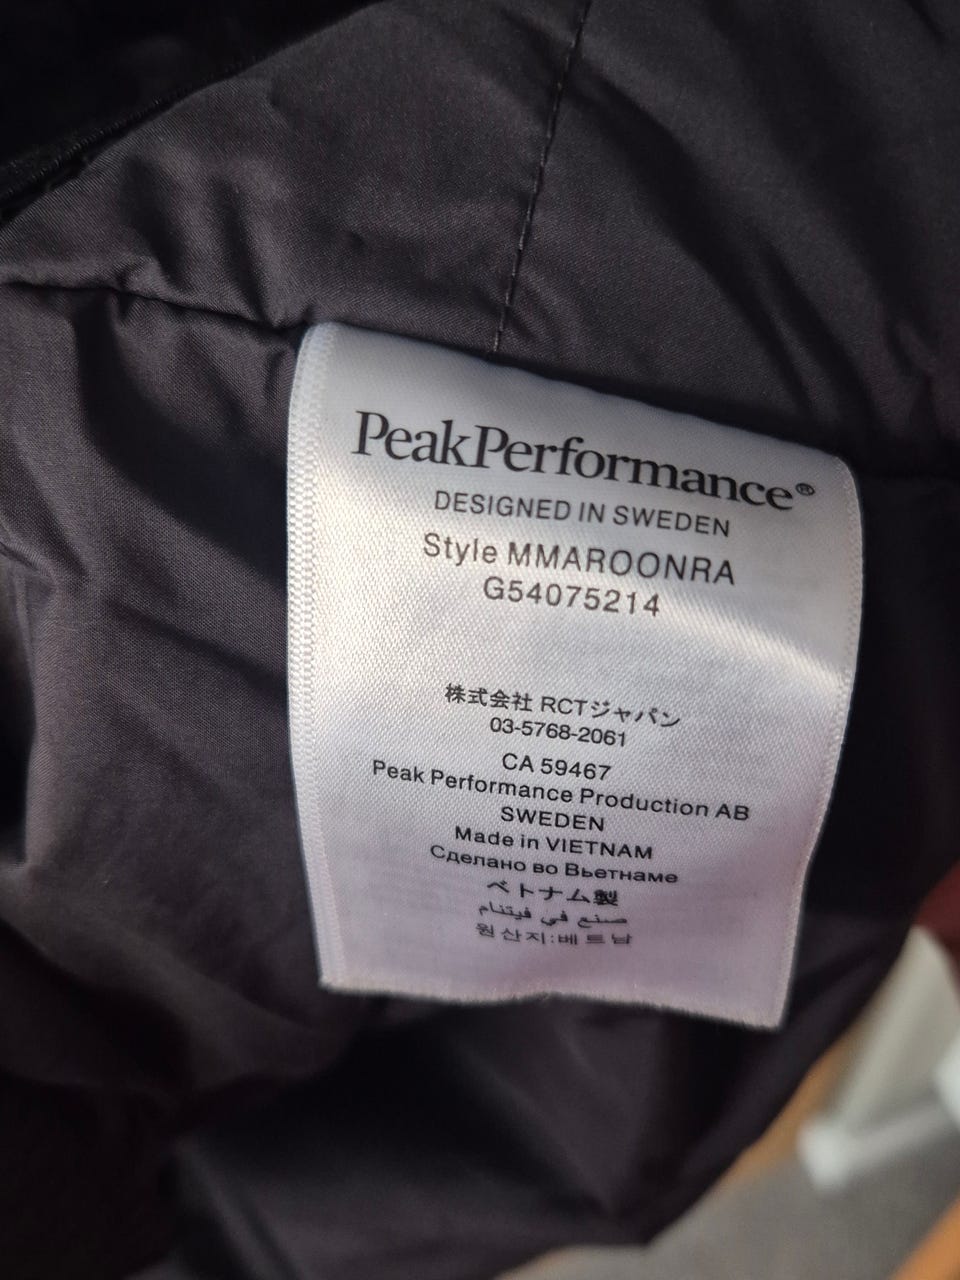 PeakPerformance®
DESIGNED IN SWEDEN
Style MMAROONRA
G54075214
株式会社 RCTジャパン
03-5768-2061
CA 59467
Peak Performance Production AB
SWEDEN
Made in VIETNAM
Сделано во Вьетнаме
ベトナム製
صنع في فيتنام
원산지:베트남